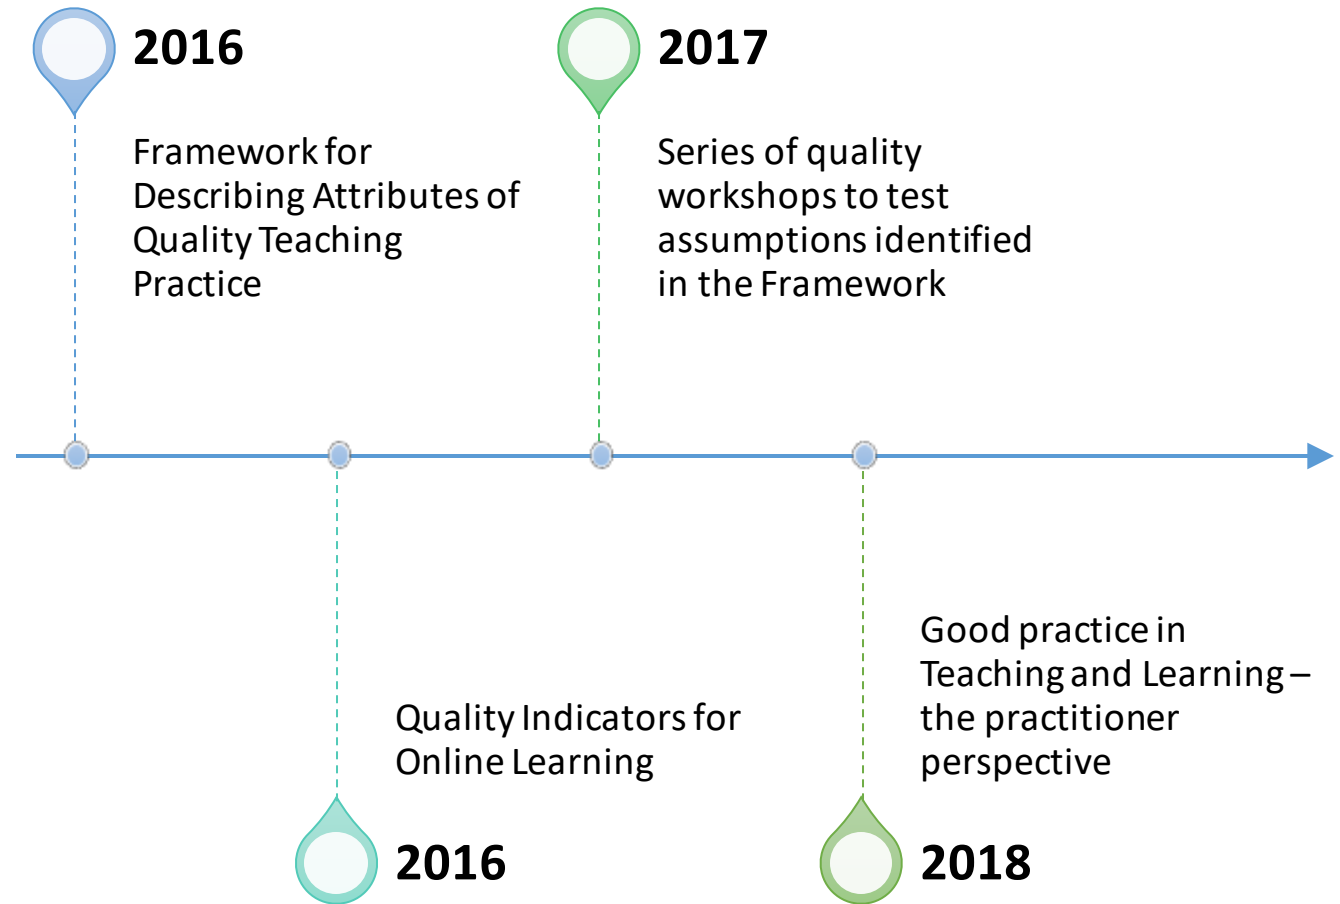 2016
Framework for
Describing Attributes of
Quality Teaching
Practice
2017
Series of quality
workshops to test
assumptions identified
in the Framework
Quality Indicators for
Online Learning
2016
Good practice in
Teaching and Learning –
the practitioner
perspective
2018